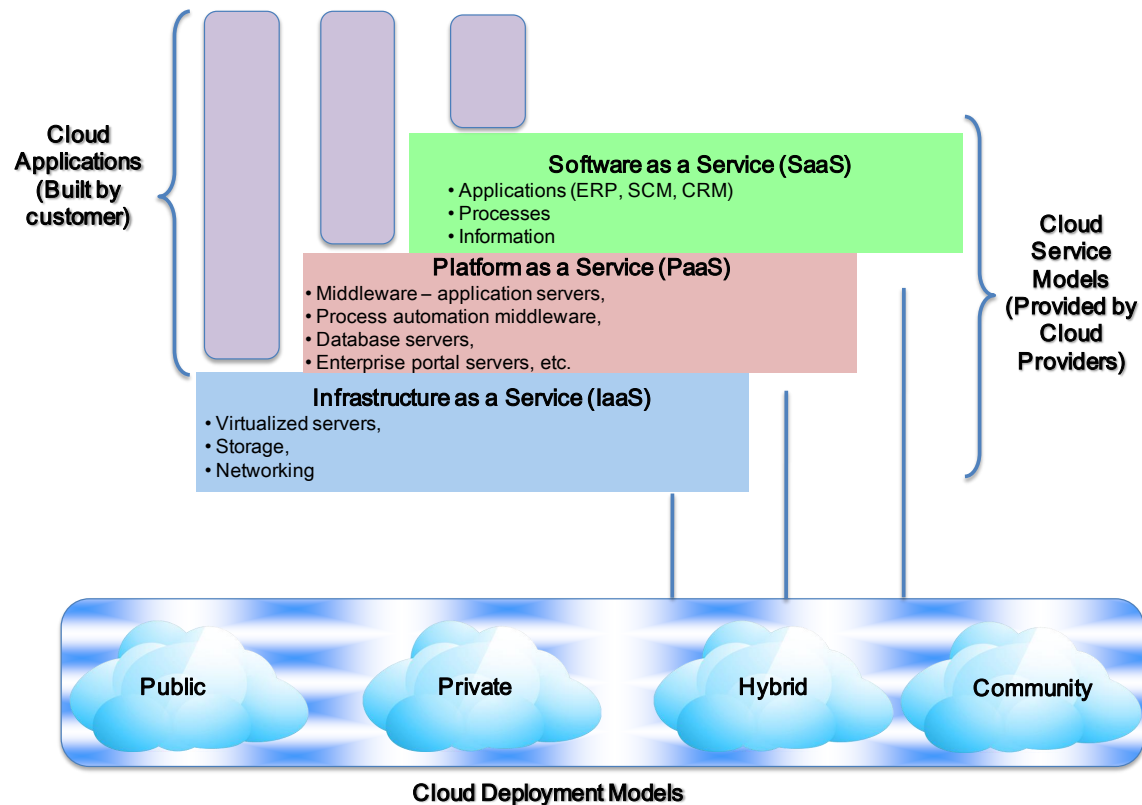 Cloud
Applications
(Built by
customer)
Software as a Service (SaaS)
• Applications (ERP, SCM, CRM)
• Processes
• Information
Platform as a Service (PaaS)
• Middleware – application servers,
• Process automation middleware,
• Database servers,
• Enterprise portal servers, etc.
Infrastructure as a Service (IaaS)
• Virtualized servers,
• Storage,
• Networking
Cloud
Service
Models
(Provided by
Cloud
Providers)
Public
Private
Hybrid
Community
Cloud Deployment Models